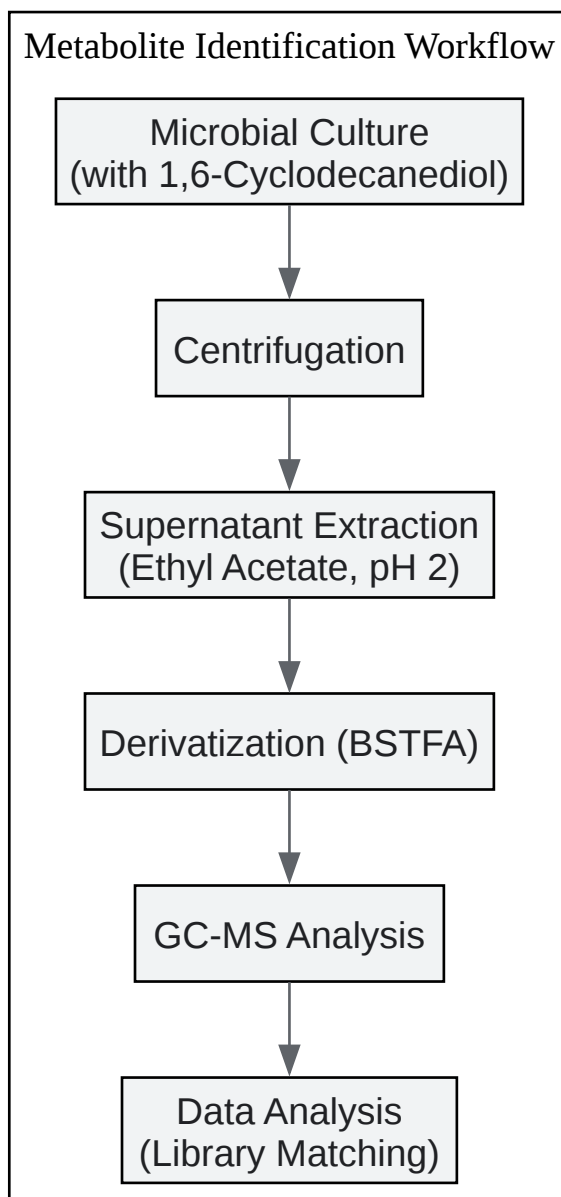 Metabolite Identification Workflow
Microbial Culture
(with 1,6-Cyclodecanediol)
Centrifugation
Supernatant Extraction
(Ethyl Acetate, pH 2)
Derivatization (BSTFA)
GC-MS Analysis
Data Analysis
(Library Matching)